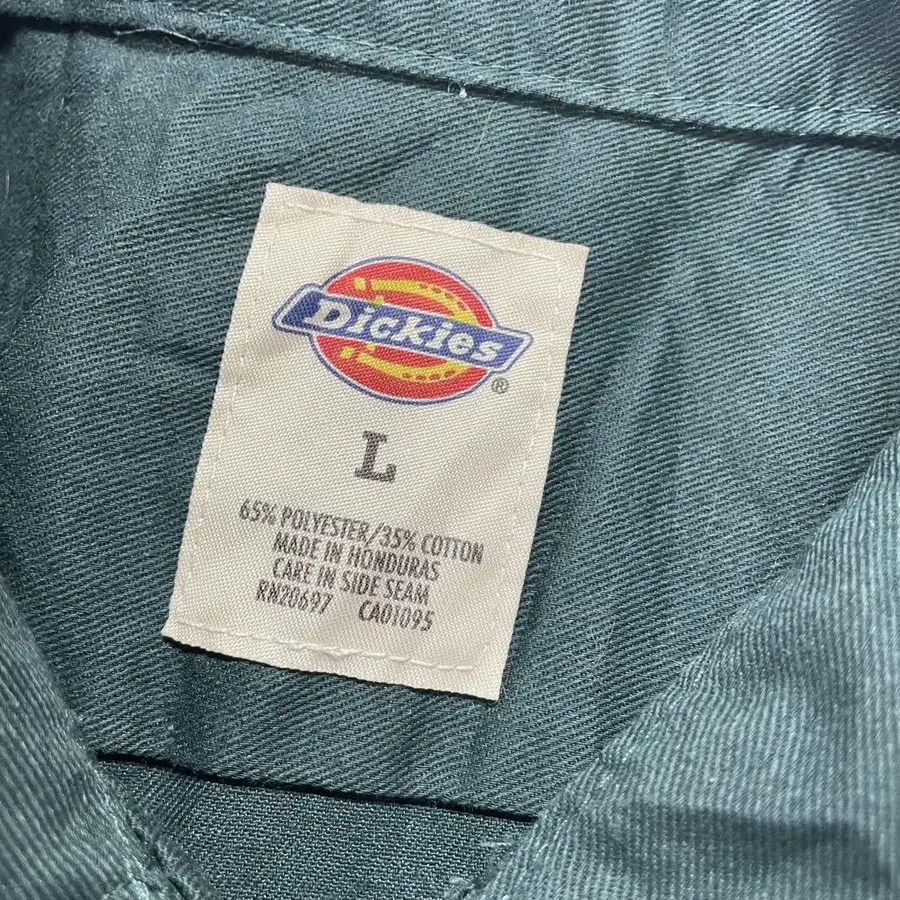 Dickies
®
L
65% POLYESTER/35% COTTON
MADE IN HONDURAS
CARE IN SIDE SEAM
RN20697 CA01095